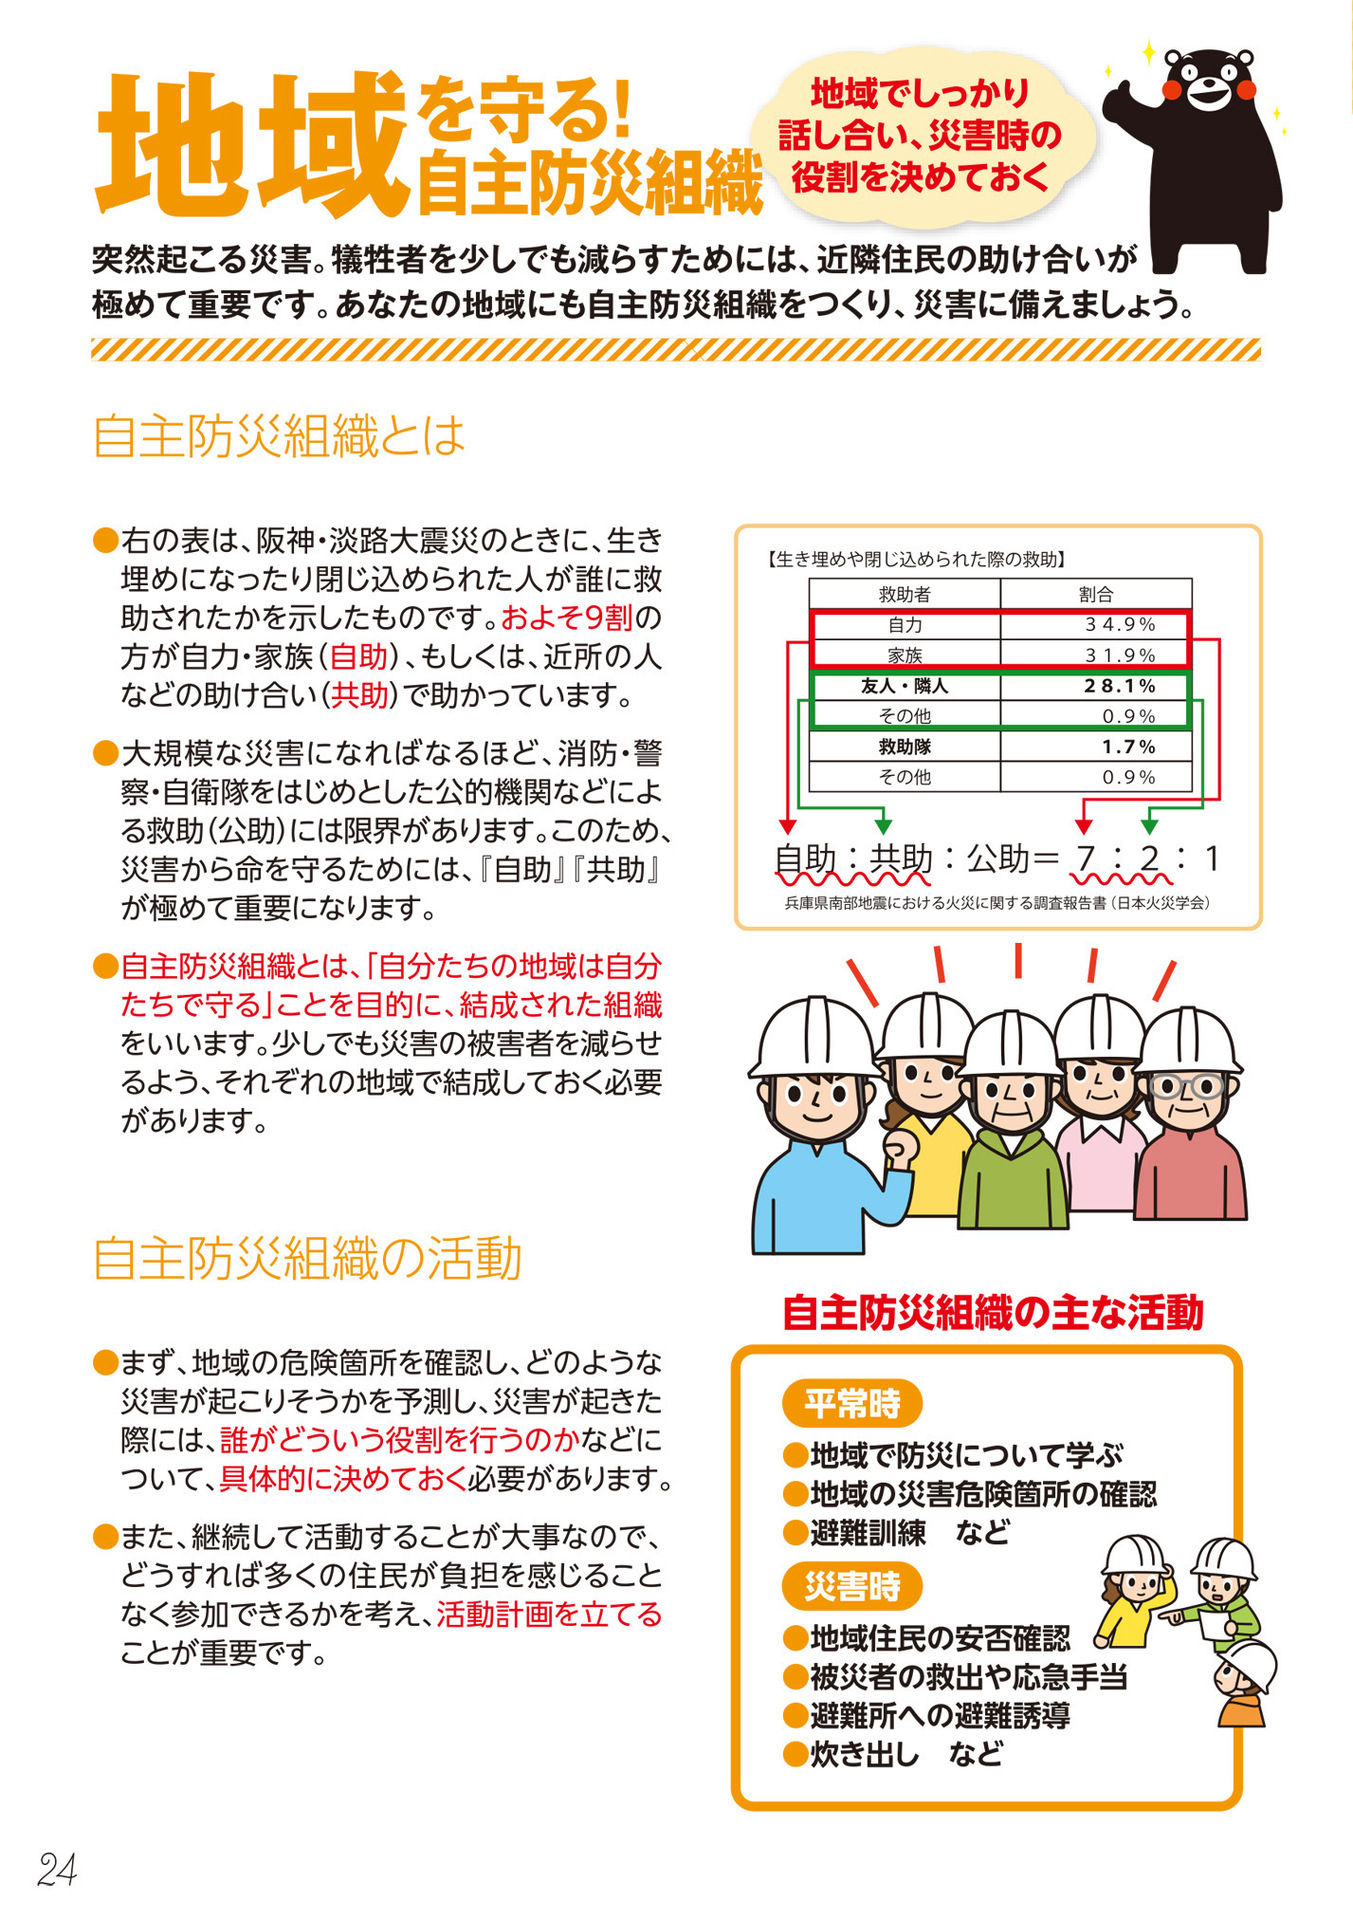 地域を守る!
自主防災組織
地域でしっかり
話し合い、災害時の
役割を決めておく
突然起こる災害。犠牲者を少しでも減らすためには、近隣住民の助け合いが
極めて重要です。あなたの地域にも自主防災組織をつくり、災害に備えましょう。
自主防災組織とは
●右の表は、阪神・淡路大震災のときに、生き
埋めになったり閉じ込められた人が誰に救
助されたかを示したものです。およそ9割の
方が自力・家族(自助)、もしくは、近所の人
などの助け合い(共助)で助かっています。
●大規模な災害になればなるほど、消防・警
察・自衛隊をはじめとした公的機関などによ
る救助(公助)には限界があります。このため、
災害から命を守るためには、『自助』『共助』
が極めて重要になります。
●自主防災組織とは、「自分たちの地域は自分
たちで守る」ことを目的に、結成された組織
をいいます。少しでも災害の被害者を減らせ
るよう、それぞれの地域で結成しておく必要
があります。
【生き埋めや閉じ込められた際の救助】
救助者 割合
自力 34.9%
家族 31.9%
友人・隣人 28.1%
その他 0.9%
救助隊 1.7%
その他 0.9%
自助:共助:公助=7:2:1
兵庫県南部地震における火災に関する調査報告書(日本火災学会)
自主防災組織の活動
●まず、地域の危険箇所を確認し、どのような
災害が起こりそうかを予測し、災害が起きた
際には、誰がどういう役割を行うのかなどに
ついて、具体的に決めておく必要があります。
●また、継続して活動することが大事なので、
どうすれば多くの住民が負担を感じること
なく参加できるかを考え、活動計画を立てる
ことが重要です。
自主防災組織の主な活動
平常時
●地域で防災について学ぶ
●地域の災害危険箇所の確認
●避難訓練 など
災害時
●地域住民の安否確認
●被災者の救出や応急手当
●避難所への避難誘導
●炊き出し など
24